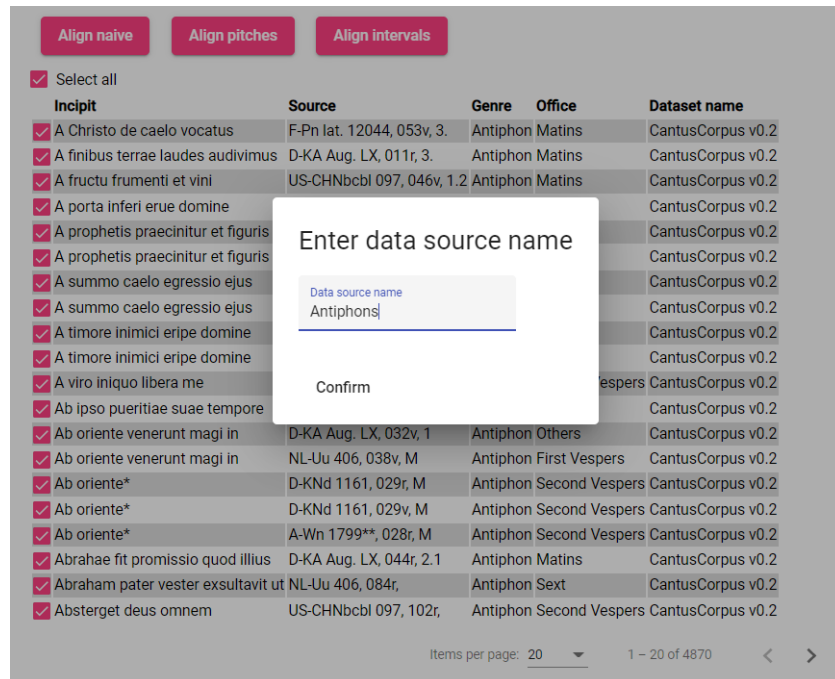 Align naive Align pitches Align intervals
Select all
Incipit Source Genre Office Dataset name
A Christo de caelo vocatus F-Pn lat. 12044, 053v, 3. Antiphon Matins CantusCorpus v0.2
A finibus terrae laudes audivimus D-KA Aug. LX, 011r, 3. Antiphon Matins CantusCorpus v0.2
A fructu frumenti et vini US-CHNbcbl 097, 046v, 1.2 Antiphon Matins CantusCorpus v0.2
A porta inferi erue domine CantusCorpus v0.2
A prophetis praecinitur et figuris CantusCorpus v0.2
A prophetis praecinitur et figuris CantusCorpus v0.2
A summo caelo egressio ejus CantusCorpus v0.2
A summo caelo egressio ejus CantusCorpus v0.2
A timore inimici eripe domine CantusCorpus v0.2
A timore inimici eripe domine CantusCorpus v0.2
A viro iniquo libera me espers CantusCorpus v0.2
Ab ipso pueritiae suae tempore CantusCorpus v0.2
Enter data source name
Data source name
Antiphons
Confirm
Ab oriente venerunt magi in D-KA Aug. LX, 032v, 1 Antiphon Others CantusCorpus v0.2
Ab oriente venerunt magi in NL-Uu 406, 038v, M Antiphon First Vespers CantusCorpus v0.2
Ab oriente* D-KNd 1161, 029r, M Antiphon Second Vespers CantusCorpus v0.2
Ab oriente* D-KNd 1161, 029v, M Antiphon Second Vespers CantusCorpus v0.2
Ab oriente* A-Wn 1799**, 028r, M Antiphon Second Vespers CantusCorpus v0.2
Abrahae fit promissio quod illius D-KA Aug. LX, 044r, 2.1 Antiphon Matins CantusCorpus v0.2
Abraham pater vester exsultavit ut NL-Uu 406, 084r, Antiphon Sext CantusCorpus v0.2
Absterget deus omnem US-CHNbcbl 097, 102r, Antiphon Second Vespers CantusCorpus v0.2
Items per page: 20 1 – 20 of 4870